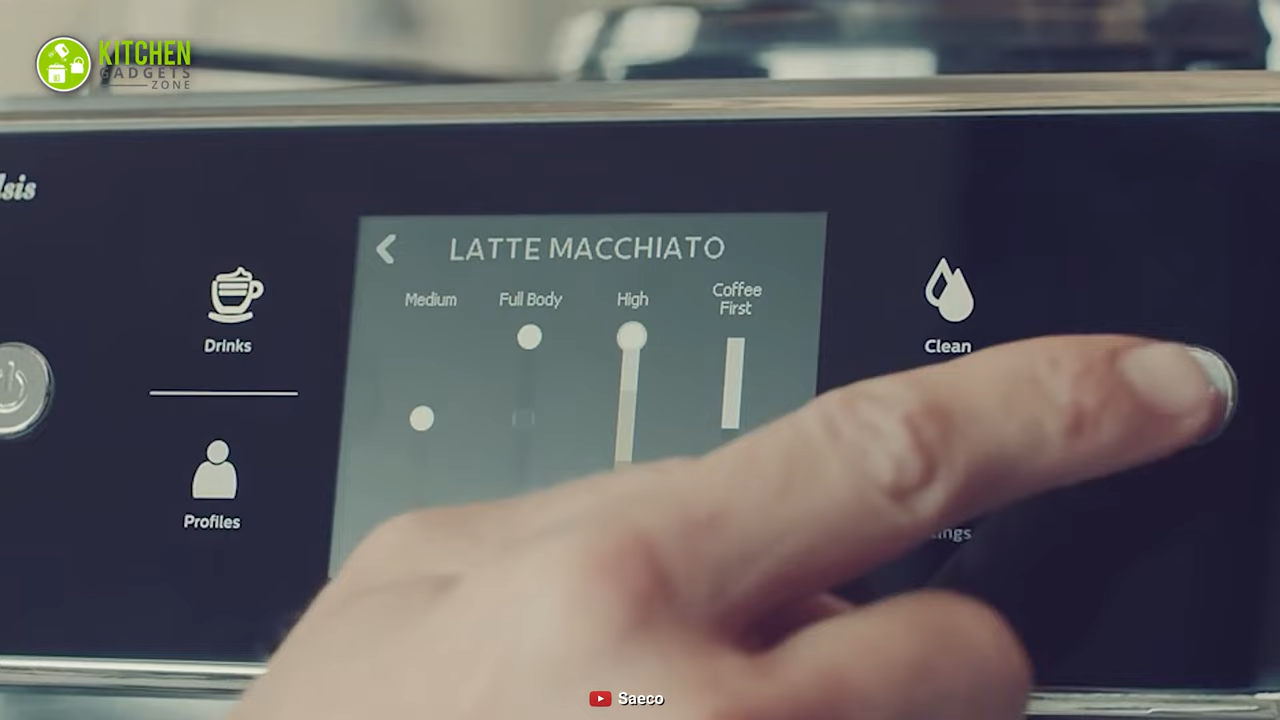 KITCHEN
GADGETS
ZONE
LATTE MACCHIATO
Medium
Full Body
High
Coffee
First
Drinks
Clean
Profiles
Saeco